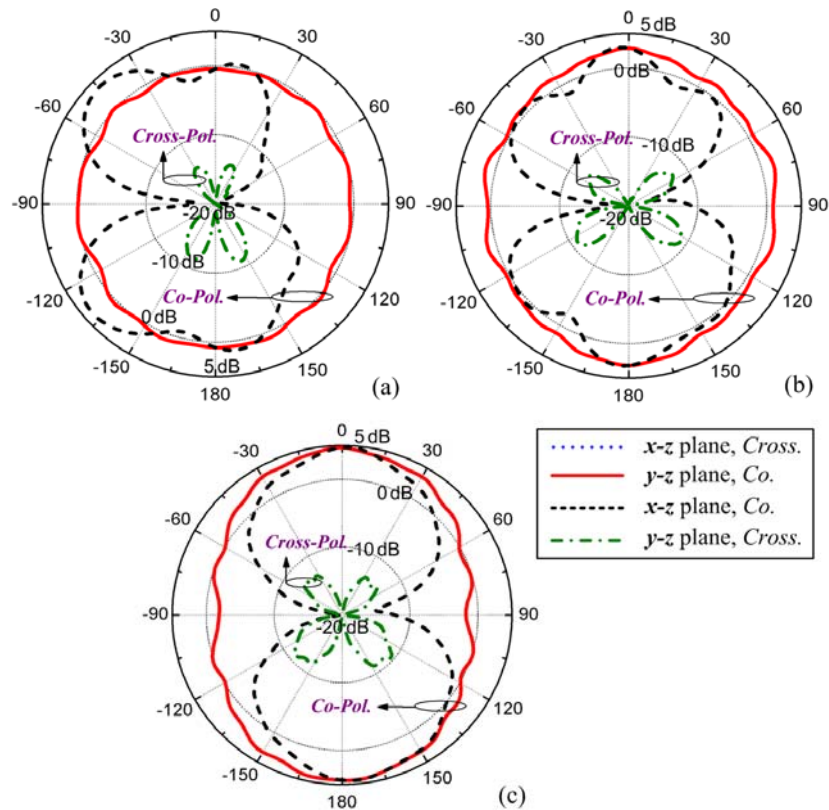 0
30
60
90
120
150
180
-150
-120
-90
-60
-30
Cross-Pol.
-20 dB
-10 dB
Co-Pol.
0 dB
5 dB
(a)
0
5 dB
30
60
90
120
150
180
-150
-120
-90
-60
-30
0 dB
Cross-Pol.
-10 dB
-20 dB
Co-Pol.
(b)
0
5 dB
30
60
90
120
150
180
-150
-120
-90
-60
-30
0 dB
Cross-Pol.
-10 dB
-20 dB
Co-Pol.
(c)
x-z plane, Cross.
y-z plane, Co.
x-z plane, Co.
y-z plane, Cross.